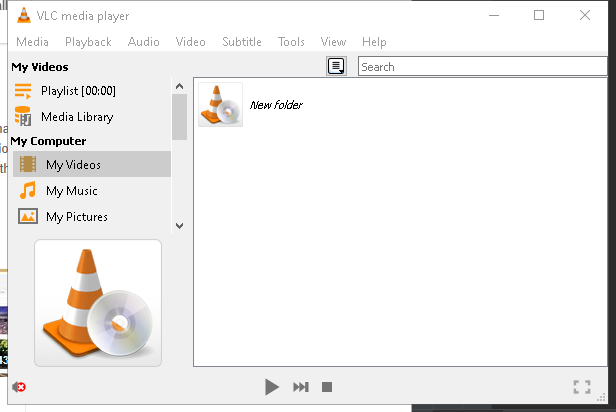 VLC media player
Media Playback Audio Video Subtitle Tools View Help
My Videos
Search
Playlist [00:00]
Media Library
My Computer
My Videos
My Music
My Pictures
New folder